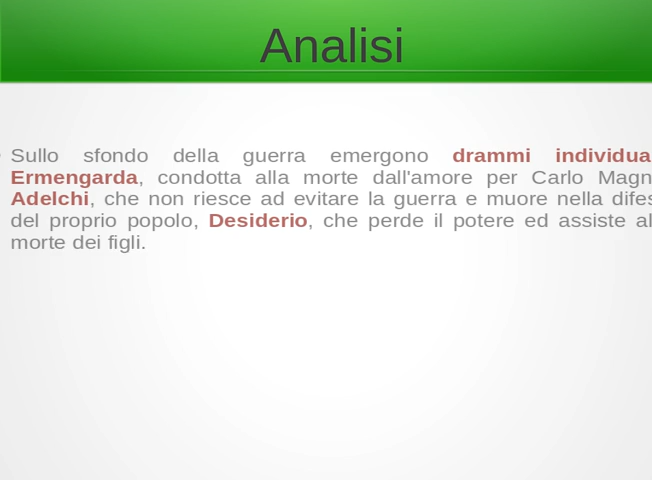 Analisi
Sullo sfondo della guerra emergono drammi individua
Ermengarda, condotta alla morte dall'amore per Carlo Magn
Adelchi, che non riesce ad evitare la guerra e muore nella difes
del proprio popolo, Desiderio, che perde il potere ed assiste al
morte dei figli.